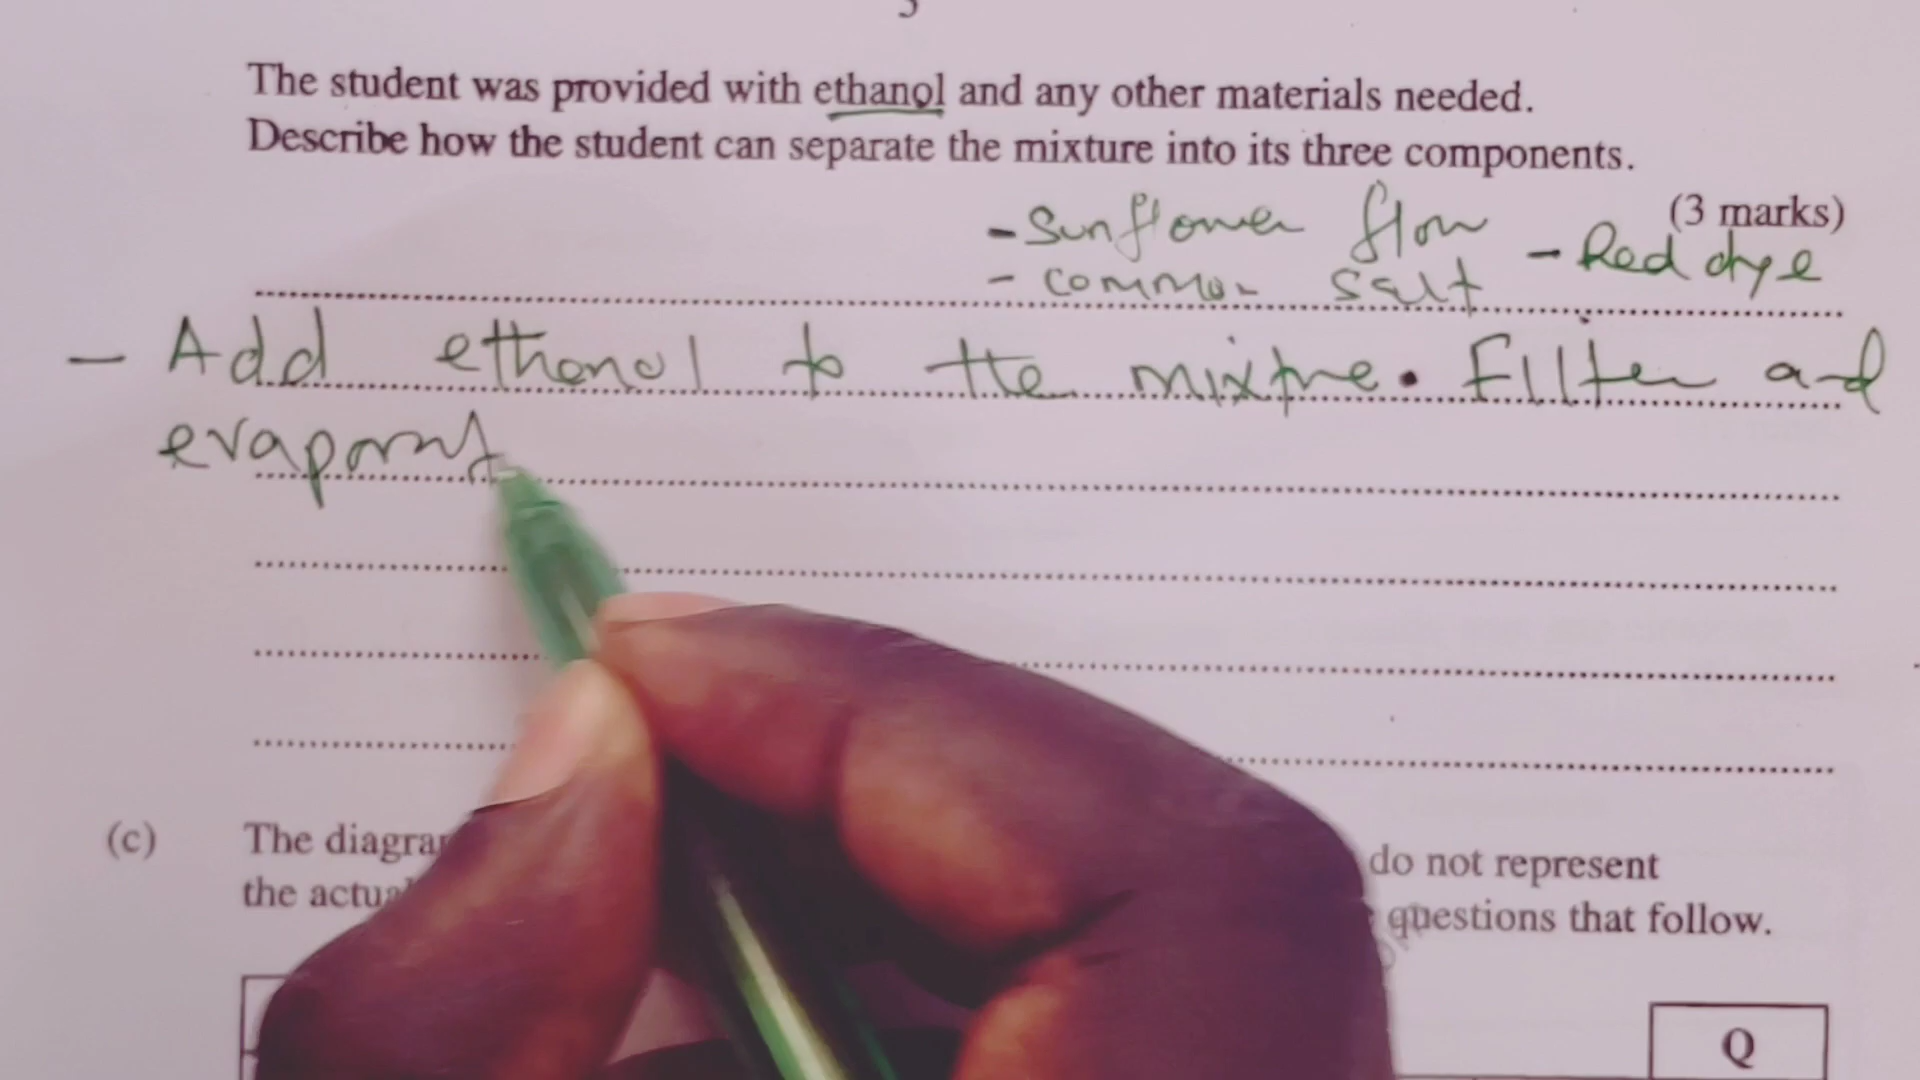 The student was provided with ethanol and any other materials needed.
Describe how the student can separate the mixture into its three components.
(3 marks)
- Sunflower flour
- common salt
- Red dye
- Add ethanol to the mixture. Filter and
evaporat
(c) The diagra
do not represent
the actua
questions that follow.
Q